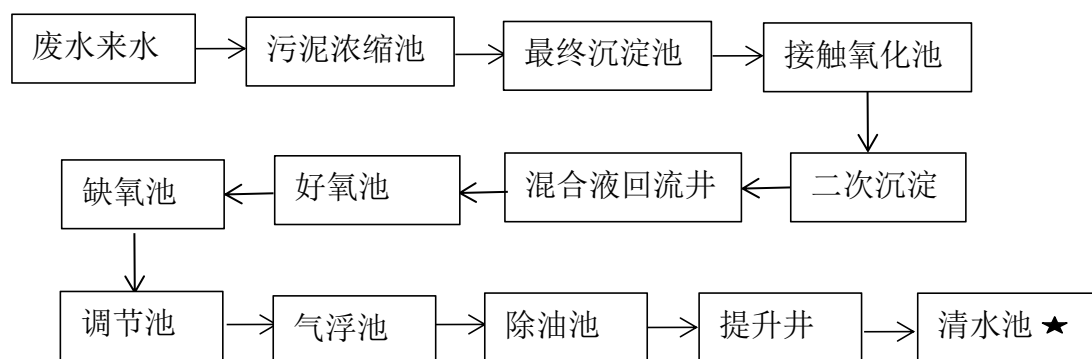 废水来水
污泥浓缩池
最终沉淀池
接触氧化池
缺氧池
好氧池
混合液回流井
二次沉淀
调节池
气浮池
除油池
提升井
清水池★